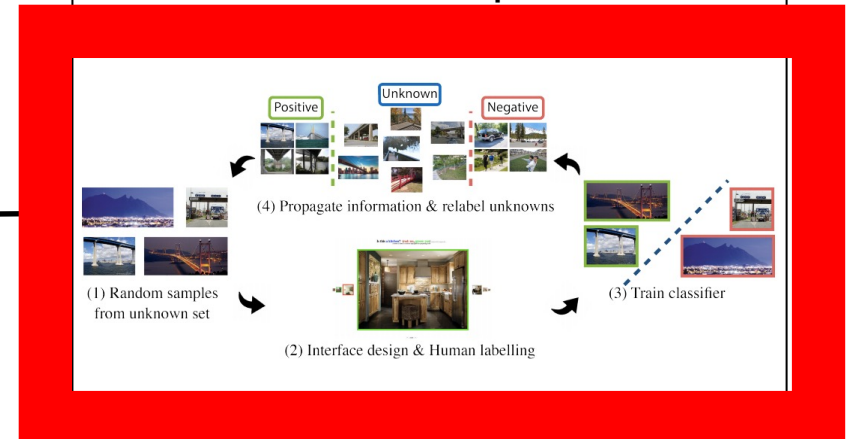 Positive
Unknown
Negative
(4) Propagate information & relabel unknowns
(1) Random samples
from unknown set
(3) Train classifier
(2) Interface design & Human labelling